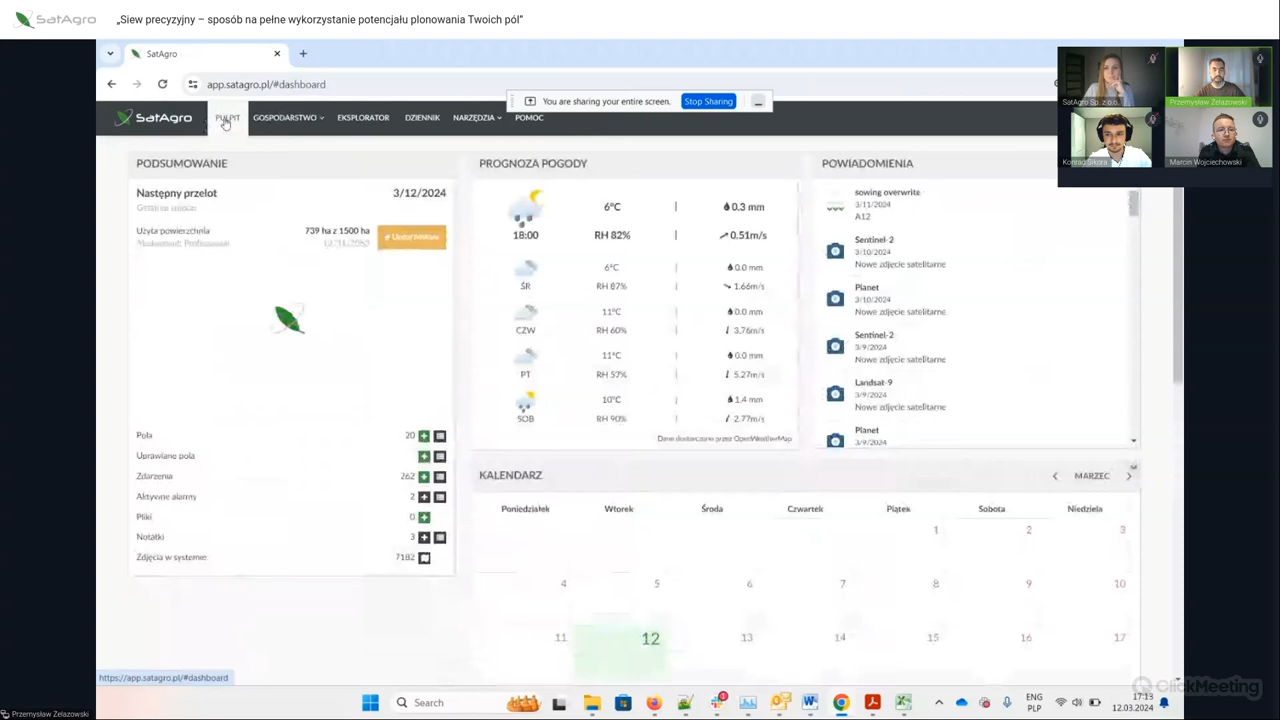 SatAgro
„Siew precyzyjny – sposób na pełne wykorzystanie potencjału plonowania Twoich pól”
SatAgro
app.satagro.pl/#dashboard
You are sharing your entire screen.
Stop Sharing
SatAgro
PULPIT
GOSPODARSTWO
EKSPLORATOR
DZIENNIK
NARZĘDZIA
POMOC
SatAgro Sp. z o.o.
Przemysław Żelazowski
Konrad Sikora
Marcin Wojciechowski
PODSUMOWANIE
Następny przelot 3/12/2024
Użyta powierzchnia 739 ha z 1500 ha
Pola 20
Uprawiane pola
Zdarzenia 262
Aktywne alarmy 2
Pliki 0
Notatki 3
Zdjęcia w systemie 7182
PROGNOZA POGODY
6°C 0.3 mm
18:00 RH 82% 0.51m/s
6°C 0.0 mm
ŚR RH 87% 1.66m/s
11°C 0.0 mm
CZW RH 60% 3.76m/s
11°C 0.0 mm
PT RH 57% 5.27m/s
10°C 1.4 mm
SOB RH 90% 2.77m/s
Dane dostarczone przez OpenWeatherMap
POWIADOMIENIA
sowing overwrite
3/11/2024
A12
Sentinel-2
3/10/2024
Nowe zdjęcie satelitarne
Planet
3/10/2024
Nowe zdjęcie satelitarne
Sentinel-2
3/9/2024
Nowe zdjęcie satelitarne
Landsat-9
3/9/2024
Nowe zdjęcie satelitarne
Planet
3/9/2024
KALENDARZ
MARZEC
Poniedziałek Wtorek Środa Czwartek Piątek Sobota Niedziela
1 2 3
4 5 6 7 8 9 10
11 12 13 14 15 16 17
https://app.satagro.pl/#dashboard
ClickMeeting
Search
ENG
PLP
17:13
12.03.2024
Przemysław Żelazowski